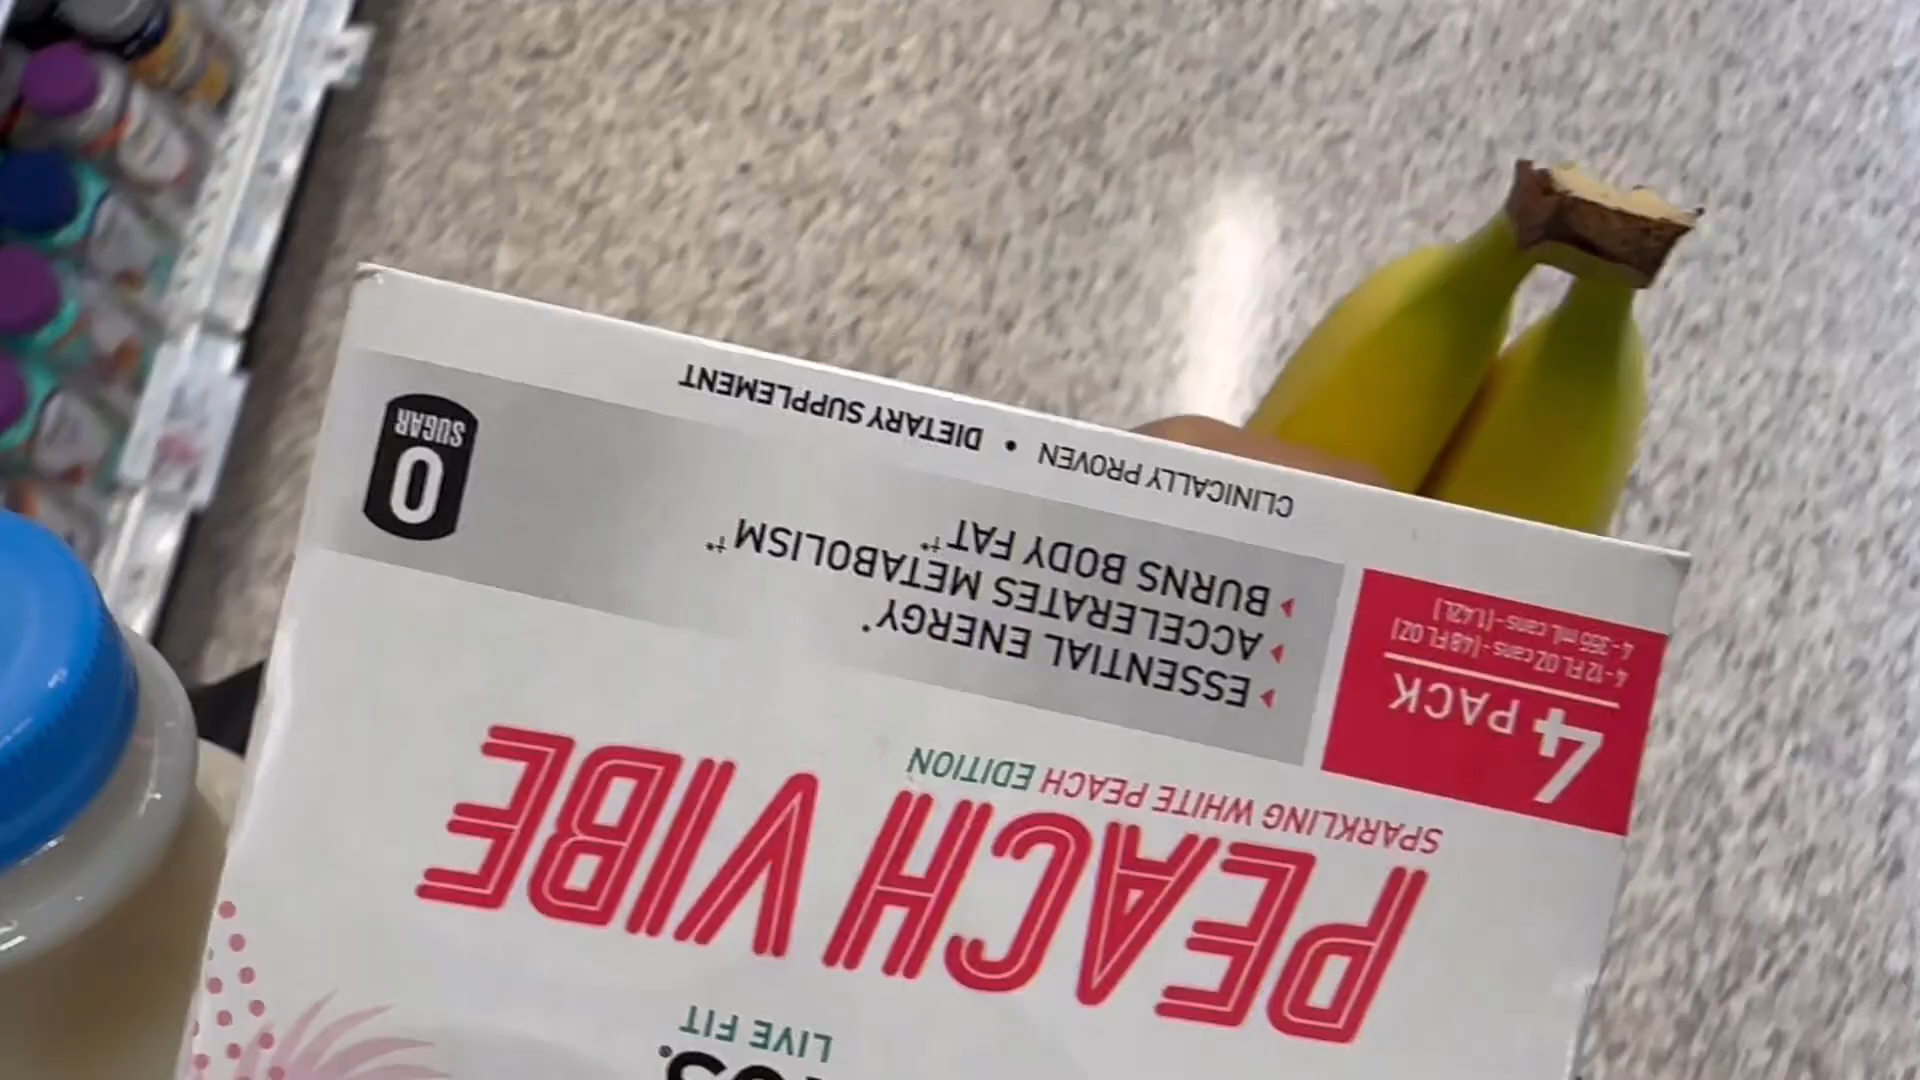 LIVE FIT
PEACH VIBE
SPARKLING WHITE PEACH EDITION
4 PACK
4-12 FL OZ cans - (48 FL OZ)
4-355 mL cans - (1.42L)
ESSENTIAL ENERGY*
ACCELERATES METABOLISM*‡
BURNS BODY FAT*‡
0
SUGAR
CLINICALLY PROVEN • DIETARY SUPPLEMENT